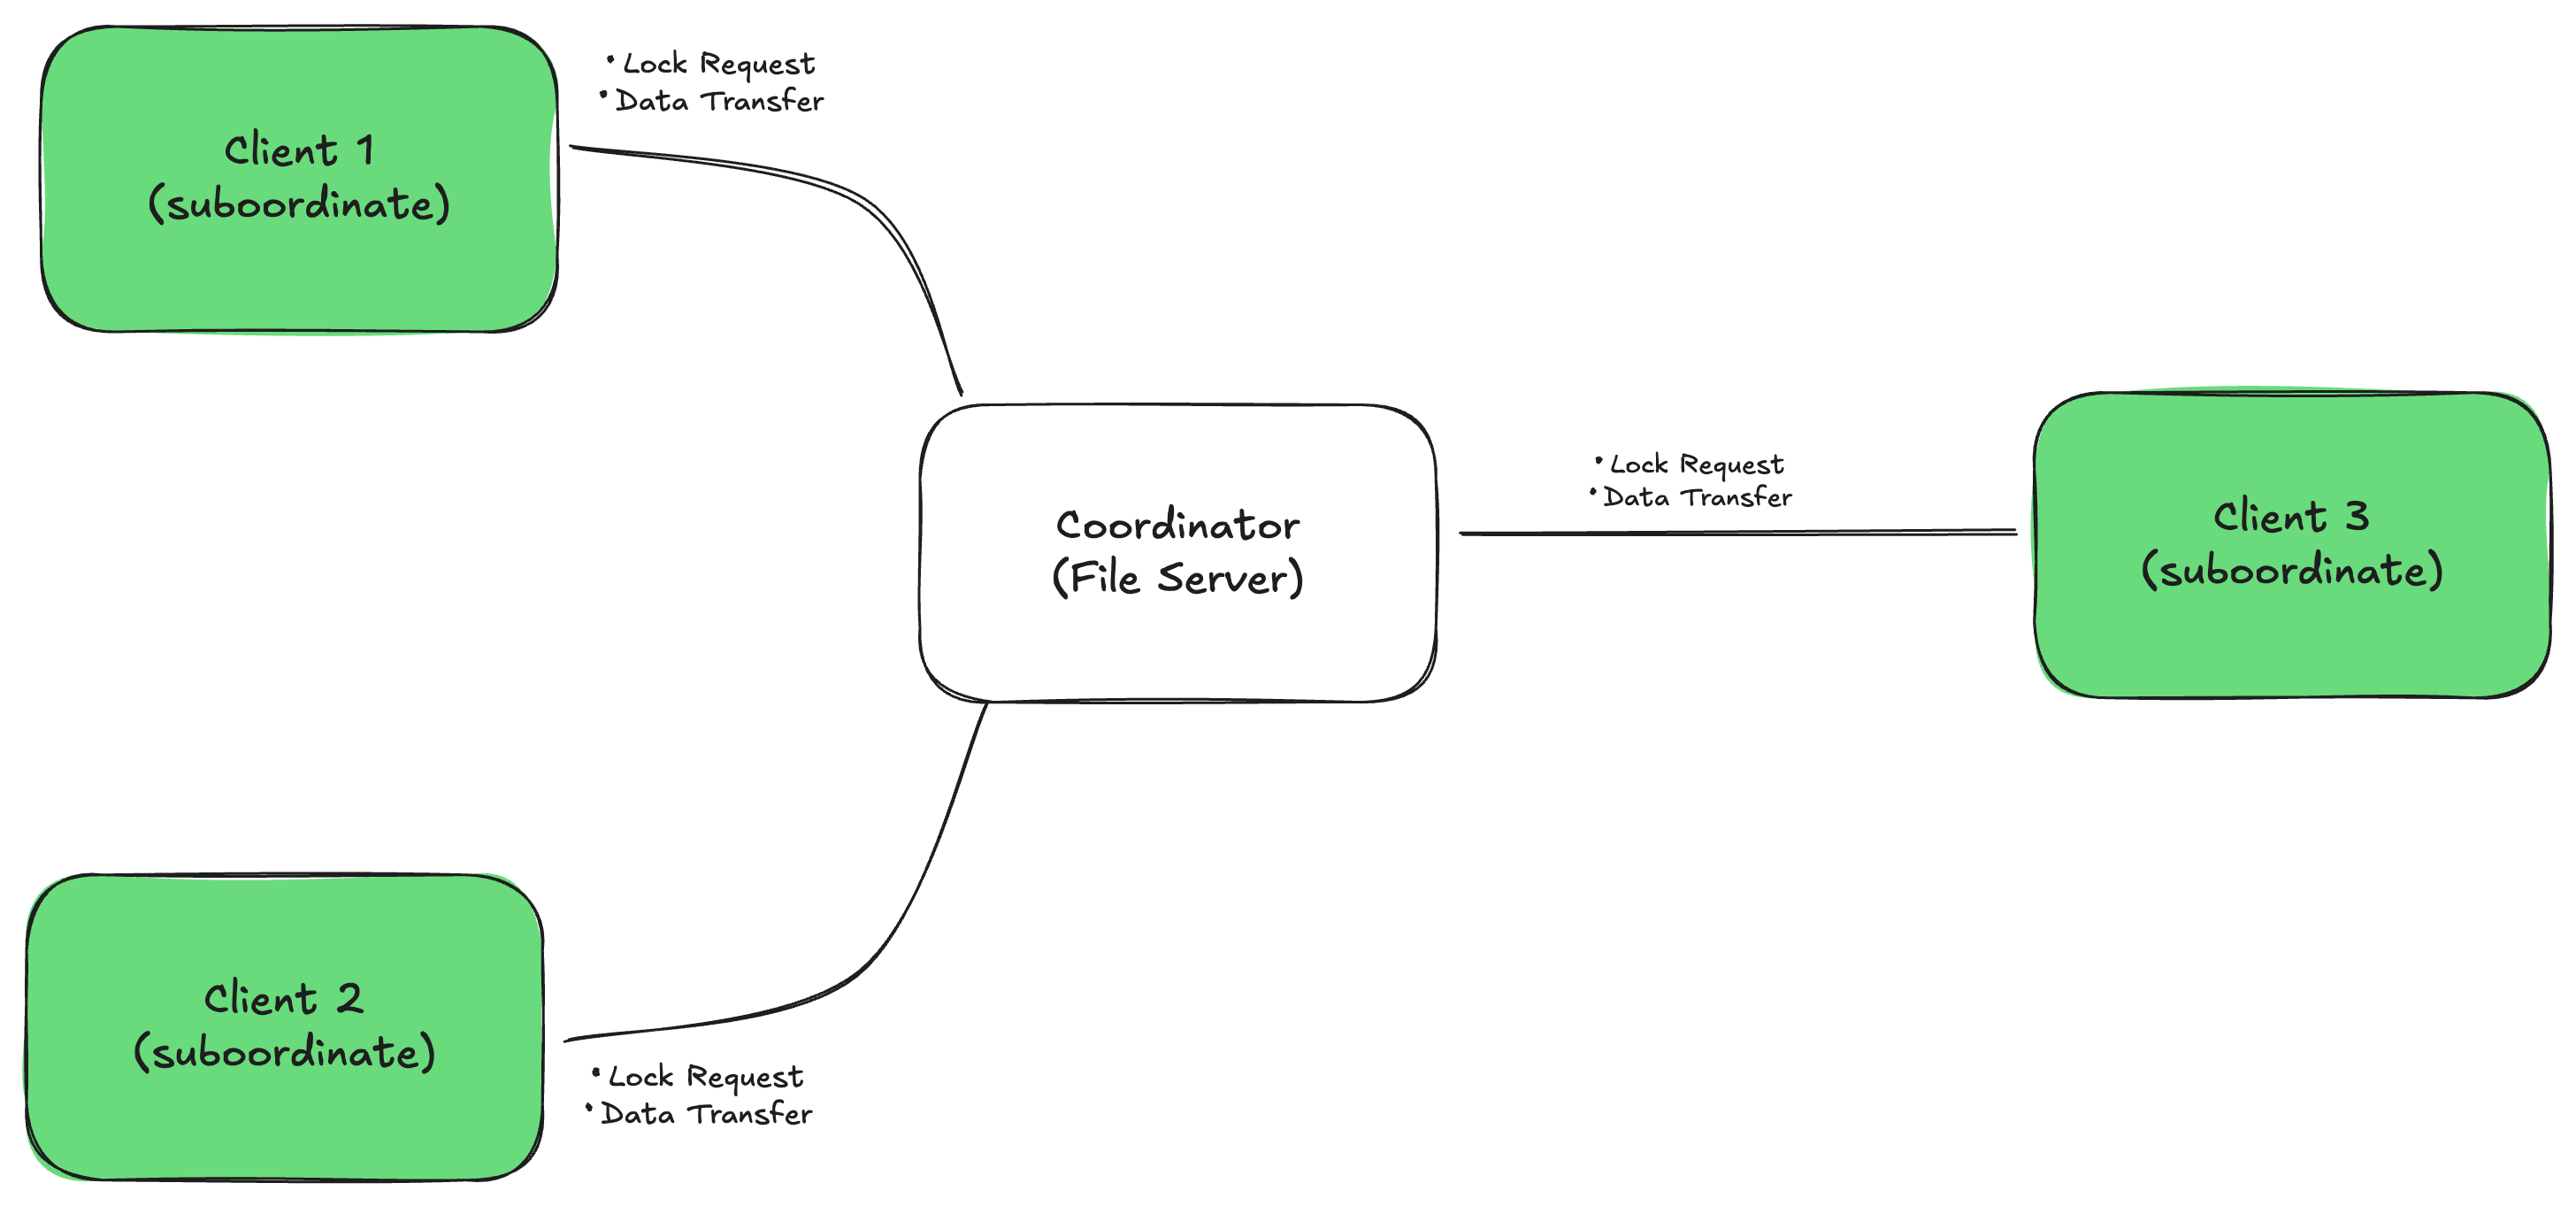 Client 1
(suboordinate)
• Lock Request
• Data Transfer
Coordinator
(File Server)
• Lock Request
• Data Transfer
Client 3
(suboordinate)
Client 2
(suboordinate)
• Lock Request
• Data Transfer